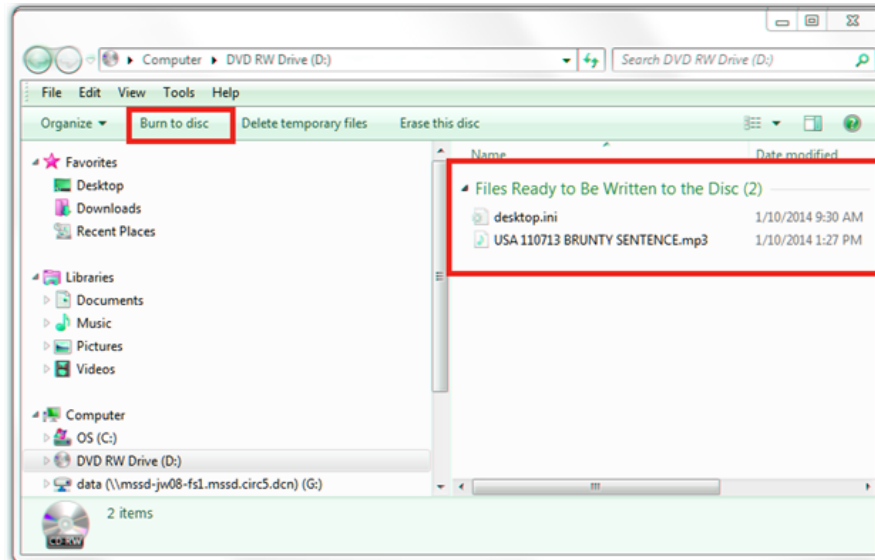 Computer ▸ DVD RW Drive (D:) Search DVD RW Drive (D:)
File Edit View Tools Help
Organize Burn to disc Delete temporary files Erase this disc
Favorites
Desktop
Downloads
Recent Places
Libraries
Documents
Music
Pictures
Videos
Computer
OS (C:)
DVD RW Drive (D:)
data (\\mssd-jw08-fs1.mssd.circ5.dcn) (G:)
Name Date modified
Files Ready to Be Written to the Disc (2)
desktop.ini 1/10/2014 9:30 AM
USA 110713 BRUNTY SENTENCE.mp3 1/10/2014 1:27 PM
2 items
CD-RW